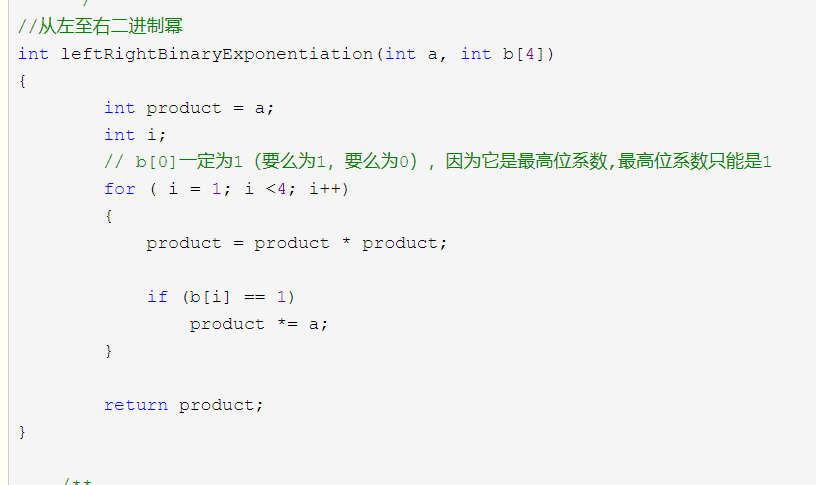 //从左至右二进制幂
int leftRightBinaryExponentiation(int a, int b[4])
{
int product = a;
int i;
// b[0]一定为1（要么为1，要么为0），因为它是最高位系数,最高位系数只能是1
for ( i = 1; i <4; i++)
{
product = product * product;
if (b[i] == 1)
product *= a;
}
return product;
}
/**